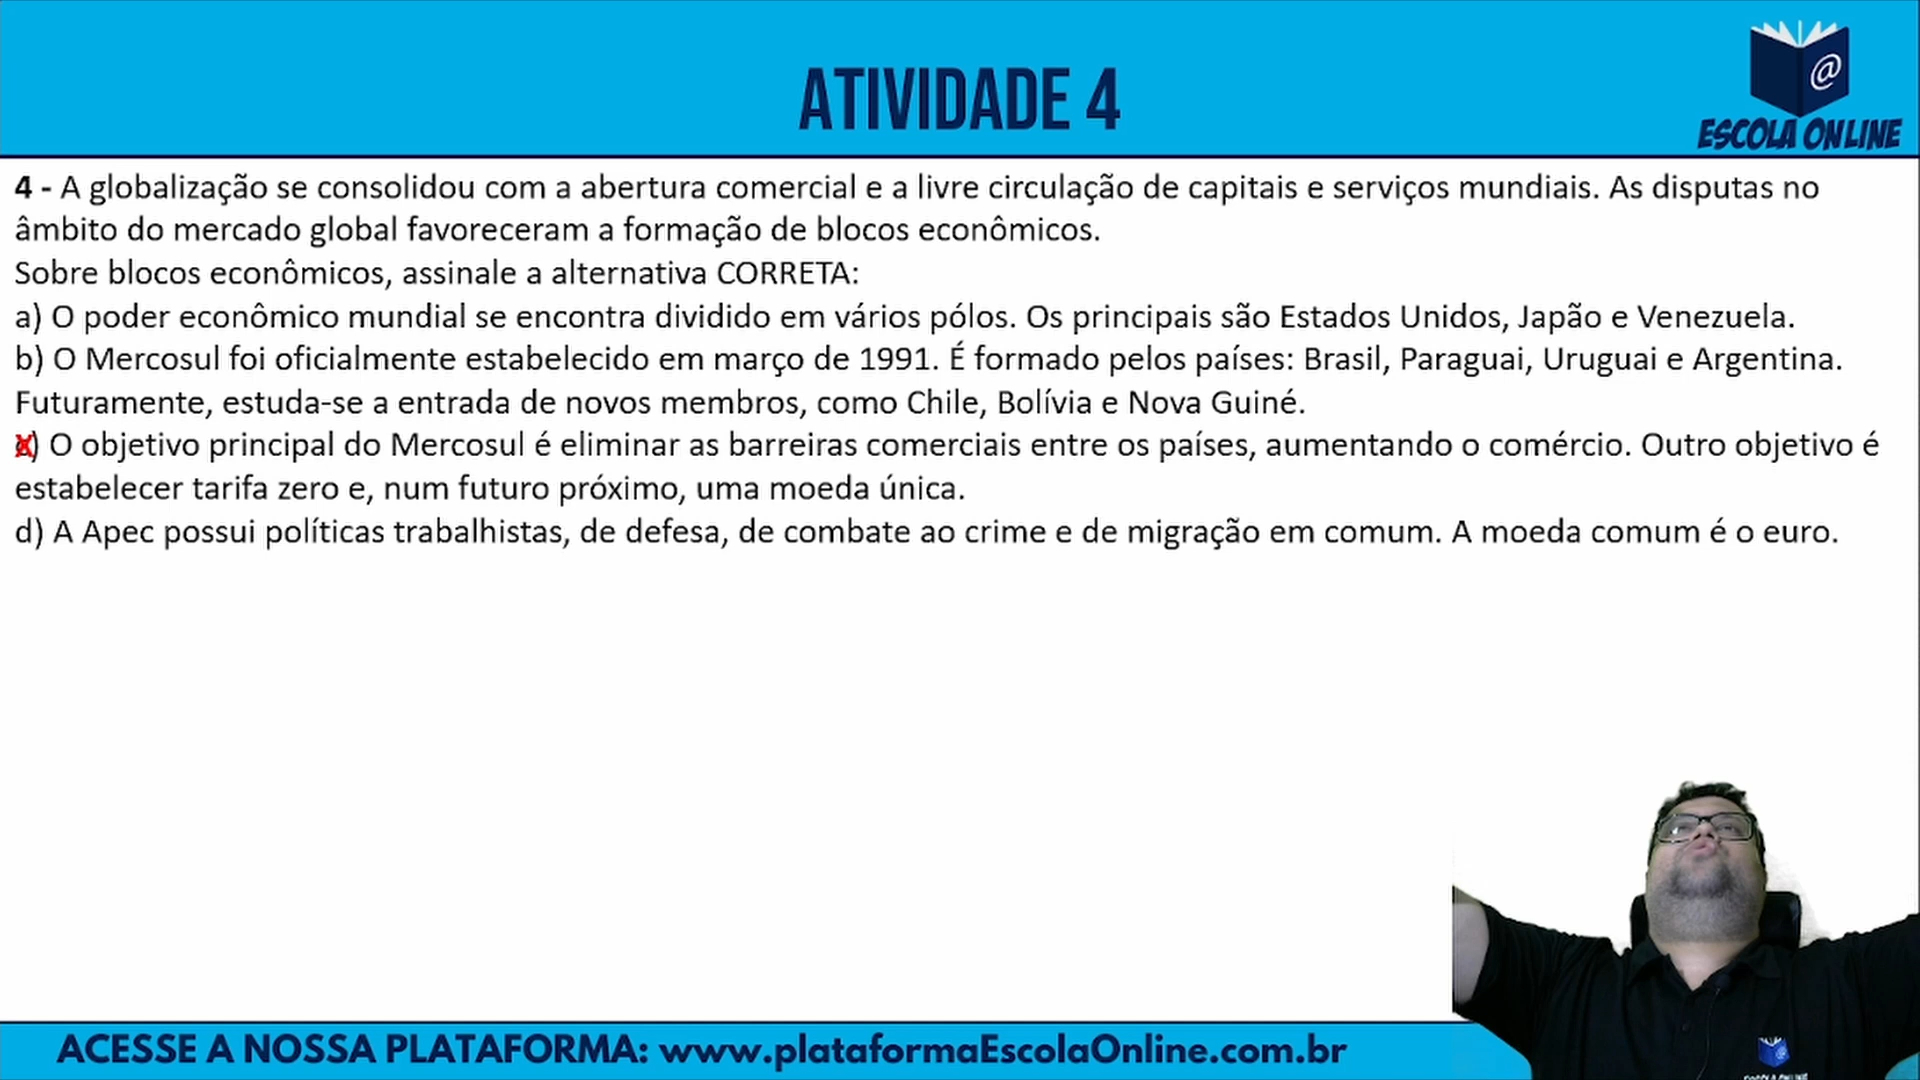 ATIVIDADE 4
@
ESCOLA ONLINE
4 - A globalização se consolidou com a abertura comercial e a livre circulação de capitais e serviços mundiais. As disputas no
âmbito do mercado global favoreceram a formação de blocos econômicos.
Sobre blocos econômicos, assinale a alternativa CORRETA:
a) O poder econômico mundial se encontra dividido em vários pólos. Os principais são Estados Unidos, Japão e Venezuela.
b) O Mercosul foi oficialmente estabelecido em março de 1991. É formado pelos países: Brasil, Paraguai, Uruguai e Argentina.
Futuramente, estuda-se a entrada de novos membros, como Chile, Bolívia e Nova Guiné.
c) O objetivo principal do Mercosul é eliminar as barreiras comerciais entre os países, aumentando o comércio. Outro objetivo é
estabelecer tarifa zero e, num futuro próximo, uma moeda única.
d) A Apec possui políticas trabalhistas, de defesa, de combate ao crime e de migração em comum. A moeda comum é o euro.
ACESSE A NOSSA PLATAFORMA: www.plataformaEscolaOnline.com.br
ESCOLA ONLINE